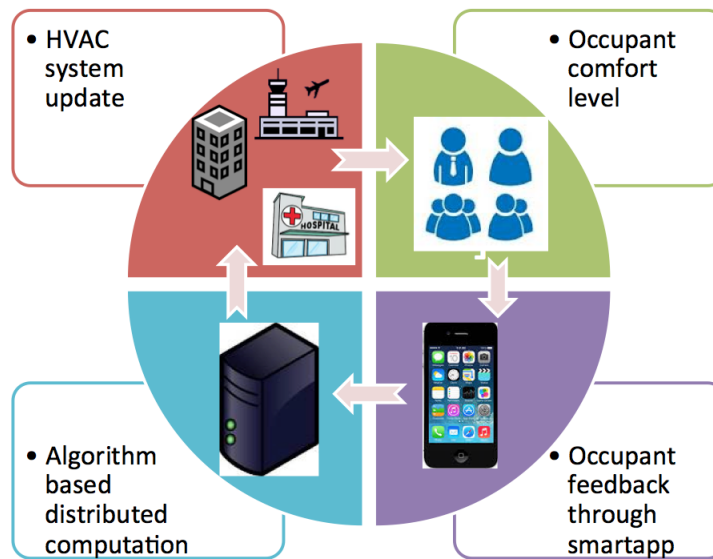 • HVAC
system
update
• Occupant
comfort
level
HOSPITAL
• Algorithm
based
distributed
computation
• Occupant
feedback
through
smartapp